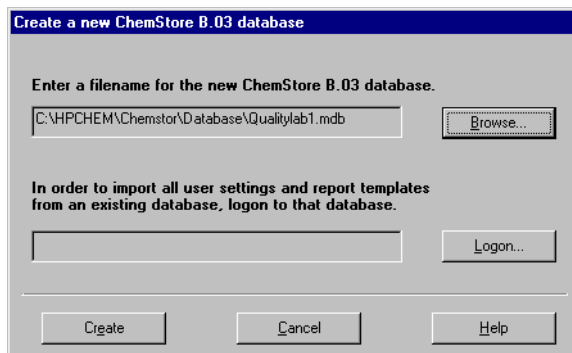 Create a new ChemStore B.03 database
Enter a filename for the new ChemStore B.03 database.
C:\HPCHEM\Chemstor\Database\Qualitylab1.mdb
Browse...
In order to import all user settings and report templates
from an existing database, logon to that database.
Logon...
Create
Cancel
Help